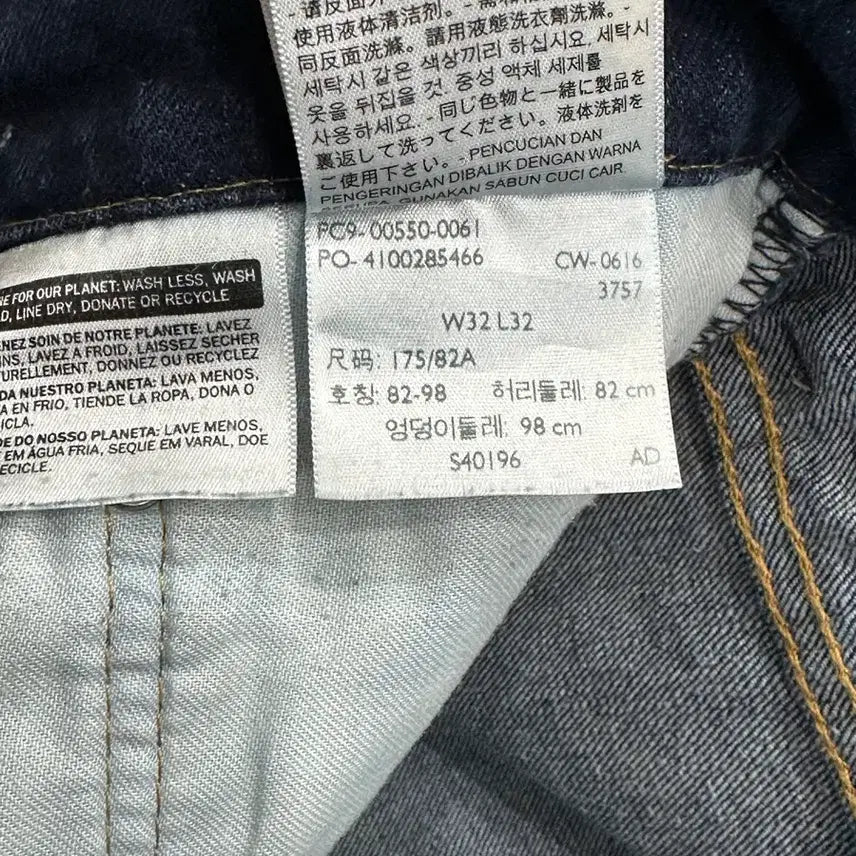 使用液体清洁剂.
同反面洗滌。請用液態洗衣劑洗滌。
세탁시 같은 색상끼리 하십시요. 세탁시
옷을 뒤집을 것. 중성 액체 세제를
사용하세요. - 同じ色物と一緒に製品を
裏返して洗ってください。液体洗剤を
ご使用下さい。- PENCUCIAN DAN
PENGERINGAN DIBALIK DENGAN WARNA
GUNAKAN SABUN CUCI CAIR.
PC9-00550-0061
PO-4100285466 CW-0616
3757
W32 L32
尺码: 175/82A
호칭: 82-98 허리둘레: 82 cm
엉덩이둘레: 98 cm
S40196 AD
FOR OUR PLANET: WASH LESS, WASH
LINE DRY, DONATE OR RECYCLE
SOIN DE NOTRE PLANETE: LAVEZ
LAVEZ A FROID, LAISSEZ SECHER
DONNEZ OU RECYCLEZ
NUESTRO PLANETA: LAVA MENOS,
EN FRIO, TIENDE LA ROPA, DONA O
DO NOSSO PLANETA: LAVE MENOS,
EM ÁGUA FRIA, SEQUE EM VARAL, DOE